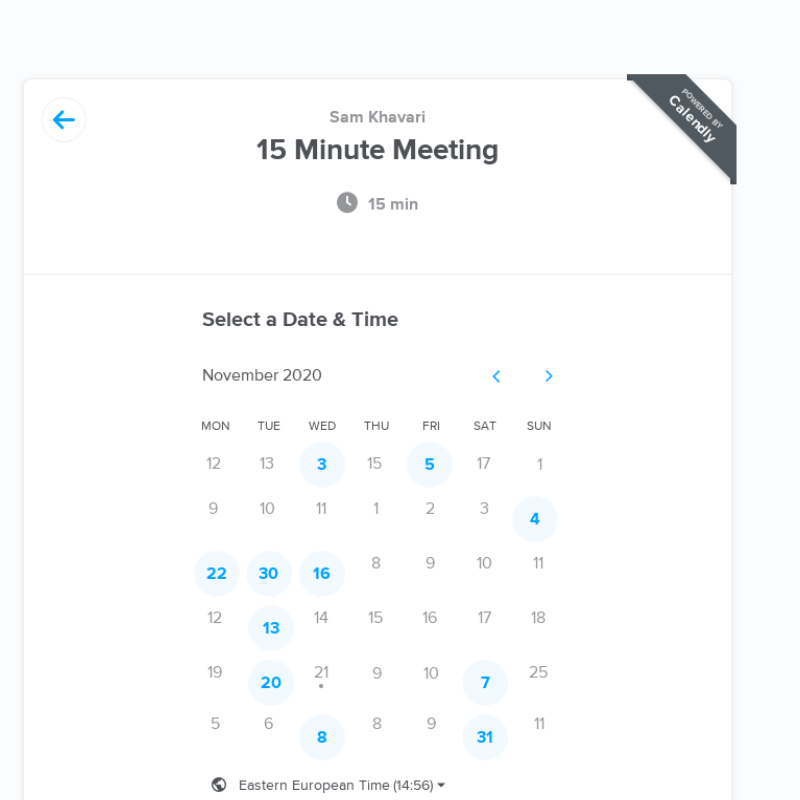 POWERED BY
Calendly
Sam Khavari
15 Minute Meeting
15 min
Select a Date & Time
November 2020
MON TUE WED THU FRI SAT SUN
12 13 3 15 5 17 1
9 10 11 1 2 3 4
22 30 16 8 9 10 11
12 13 14 15 16 17 18
19 20 21 9 10 7 25
5 6 8 8 9 31 11
Eastern European Time (14:56)